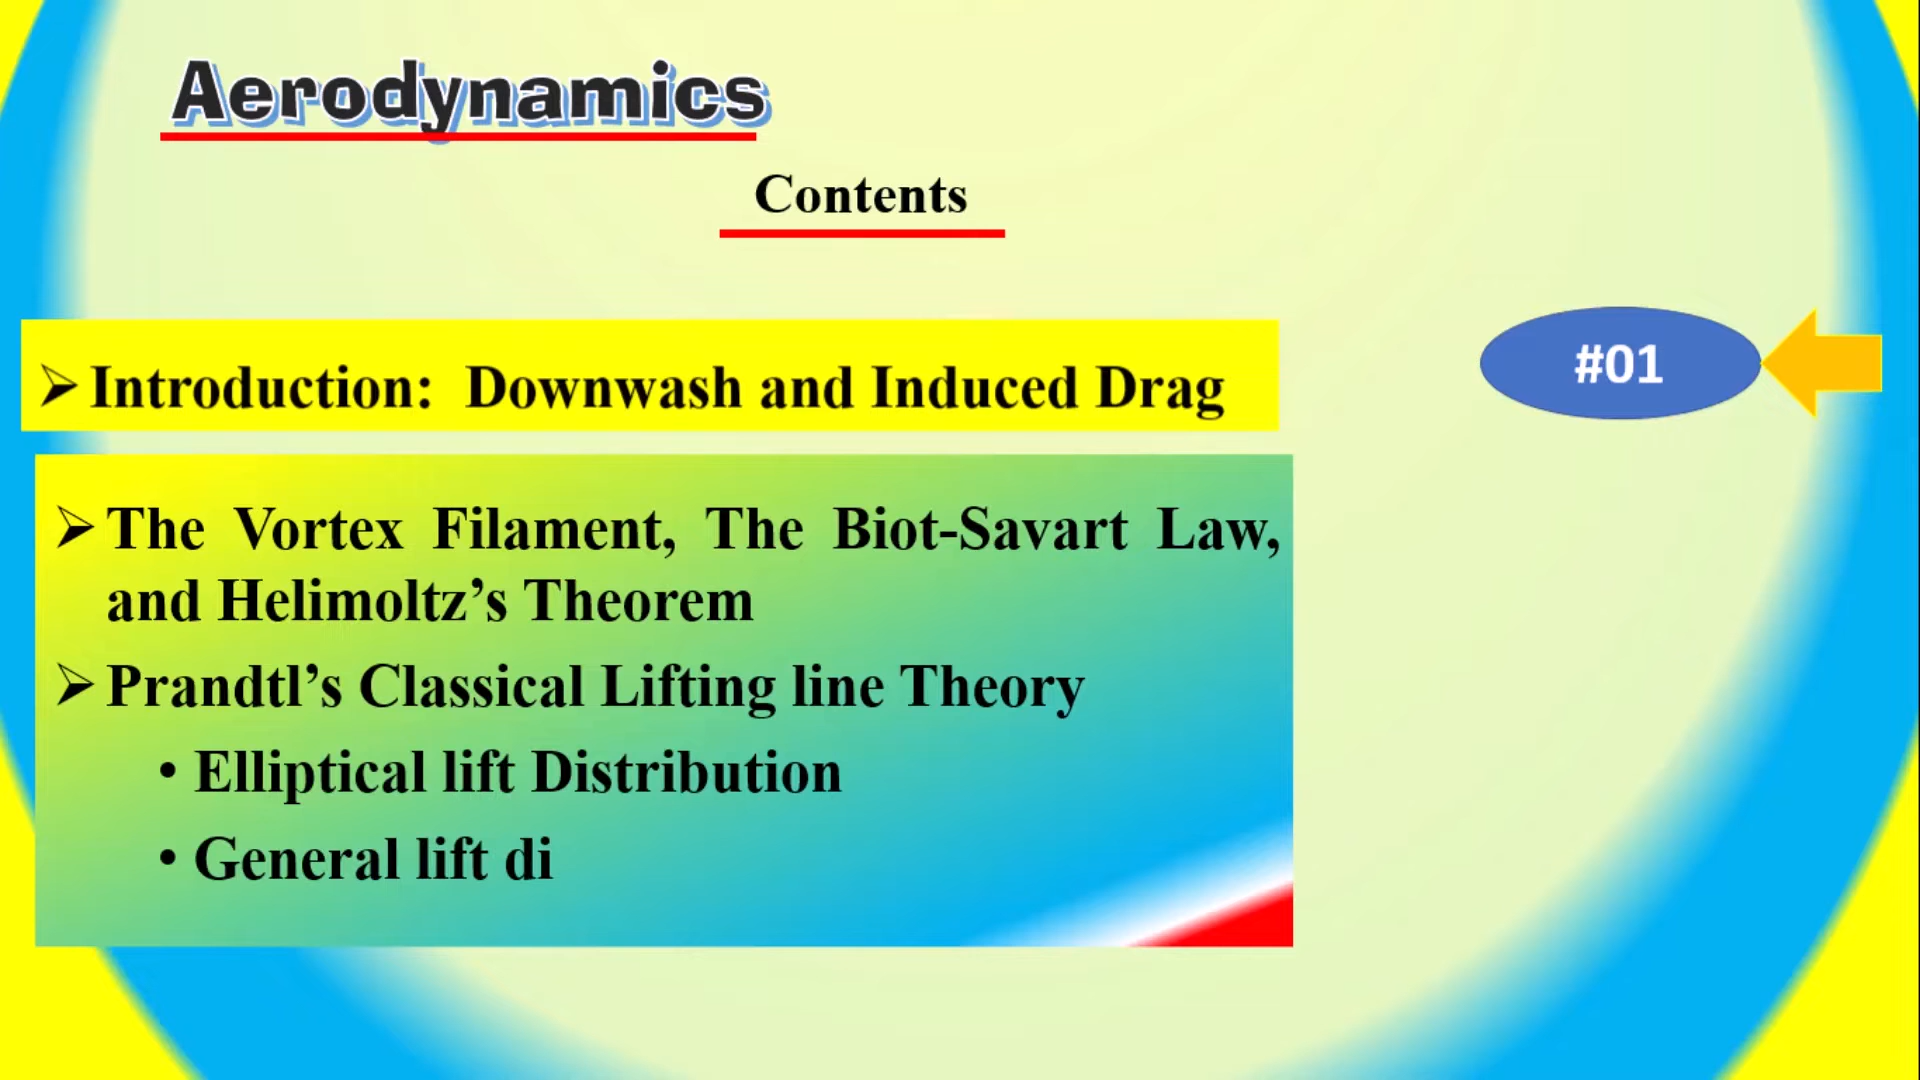 Aerodynamics
Contents
➢ Introduction: Downwash and Induced Drag
#01
➢ The Vortex Filament, The Biot-Savart Law,
and Helimoltz’s Theorem
➢ Prandtl’s Classical Lifting line Theory
• Elliptical lift Distribution
• General lift di